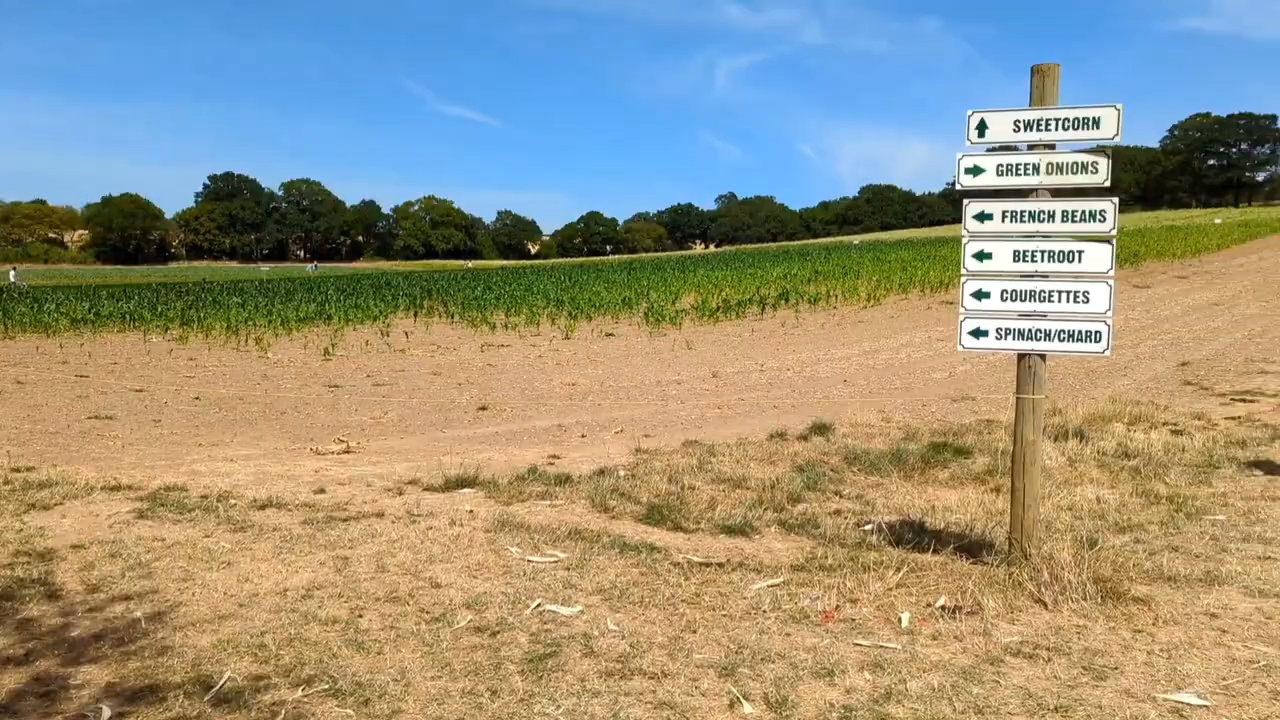 SWEETCORN
GREEN ONIONS
FRENCH BEANS
BEETROOT
COURGETTES
SPINACH/CHARD